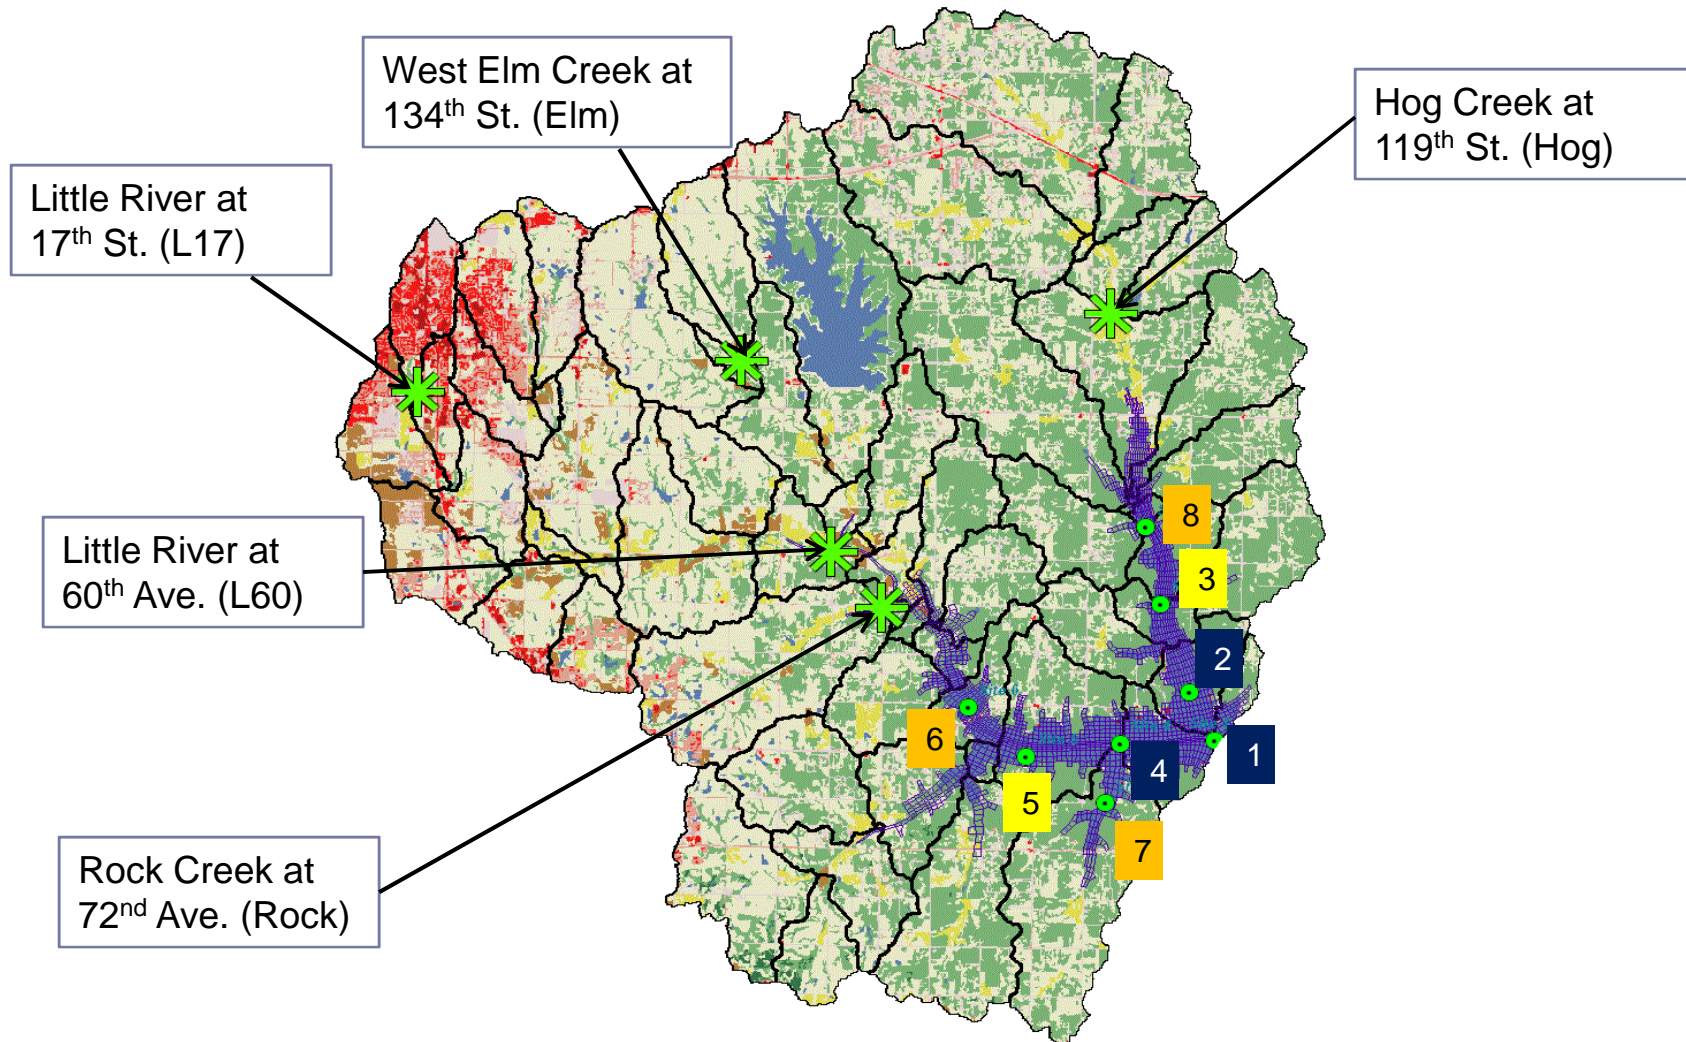 West Elm Creek at
134th St. (Elm)
Hog Creek at
119th St. (Hog)
Little River at
17th St. (L17)
Little River at
60th Ave. (L60)
Rock Creek at
72nd Ave. (Rock)
8
3
2
1
6
4
5
7